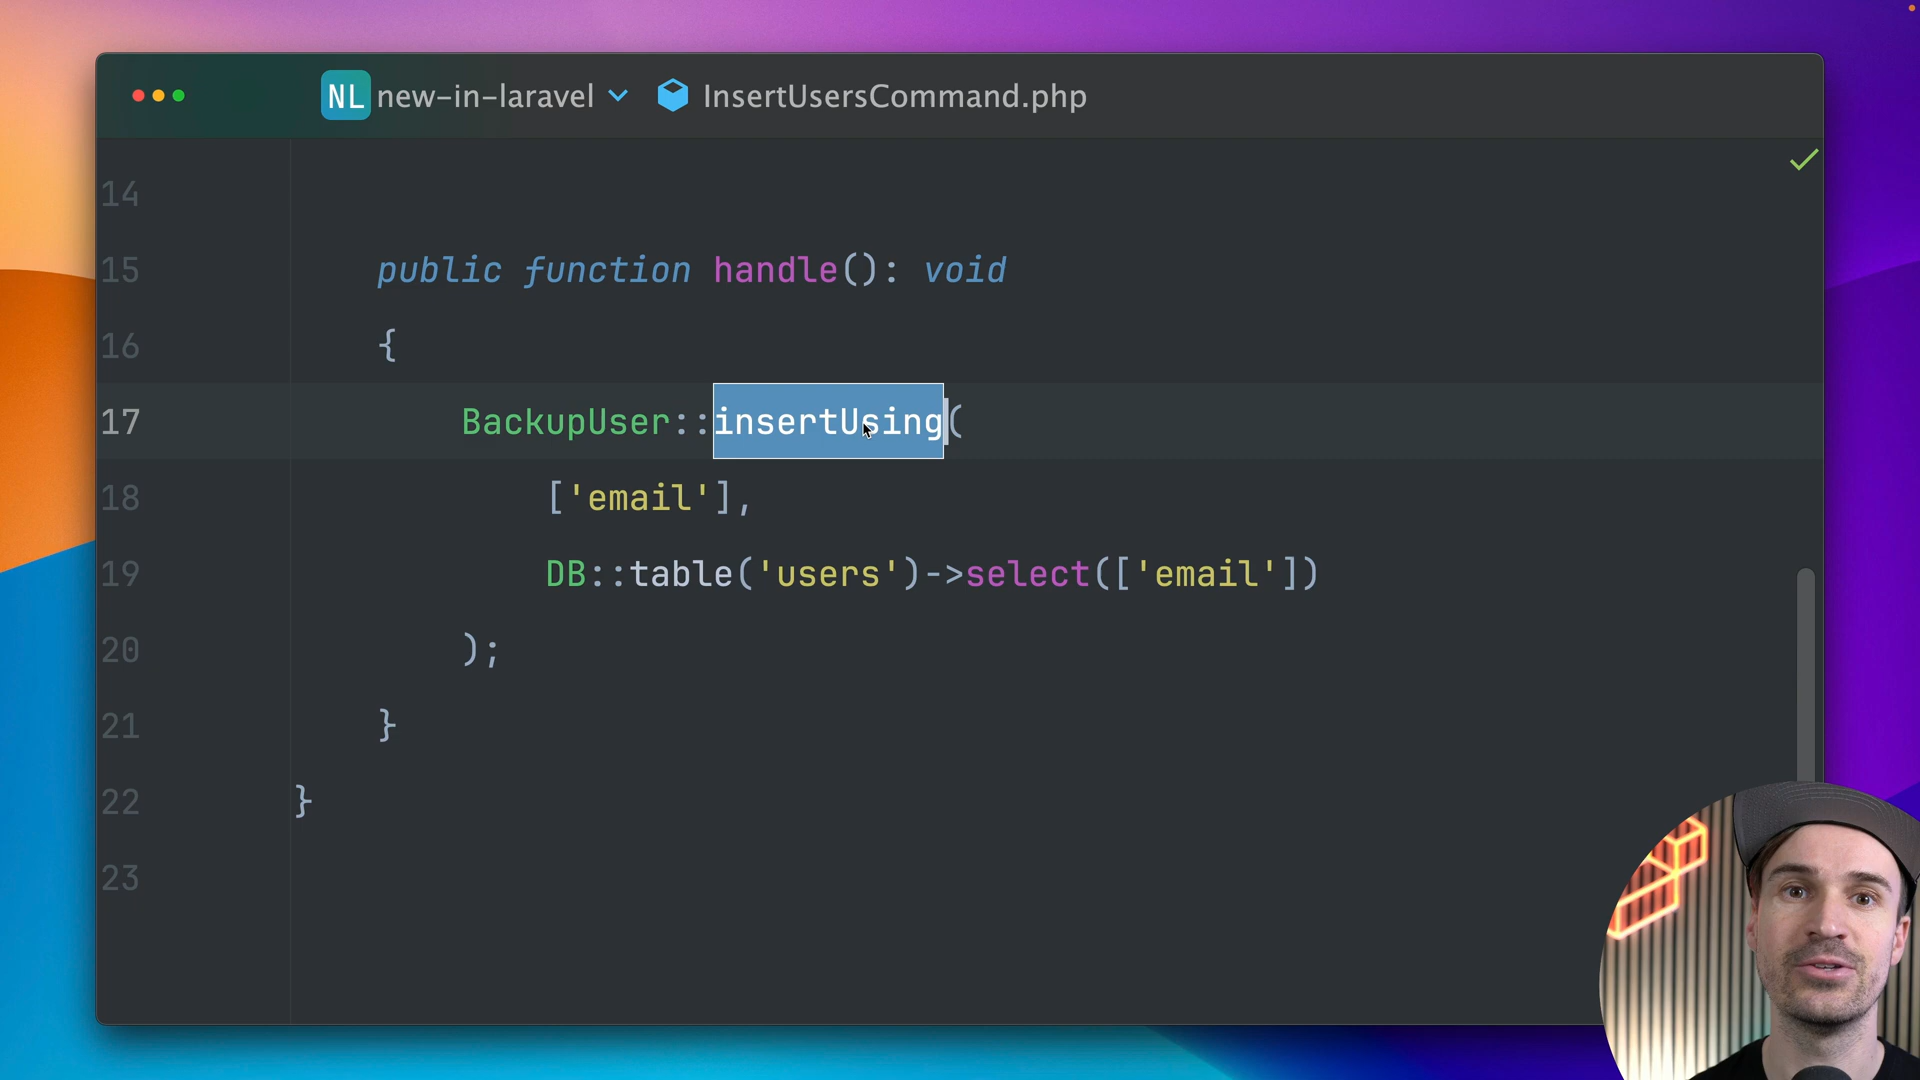 NL new-in-laravel InsertUsersCommand.php
14
15 public function handle(): void
16 {
17 BackupUser::insertUsing(
18 ['email'],
19 DB::table('users')->select(['email'])
20 );
21 }
22 }
23